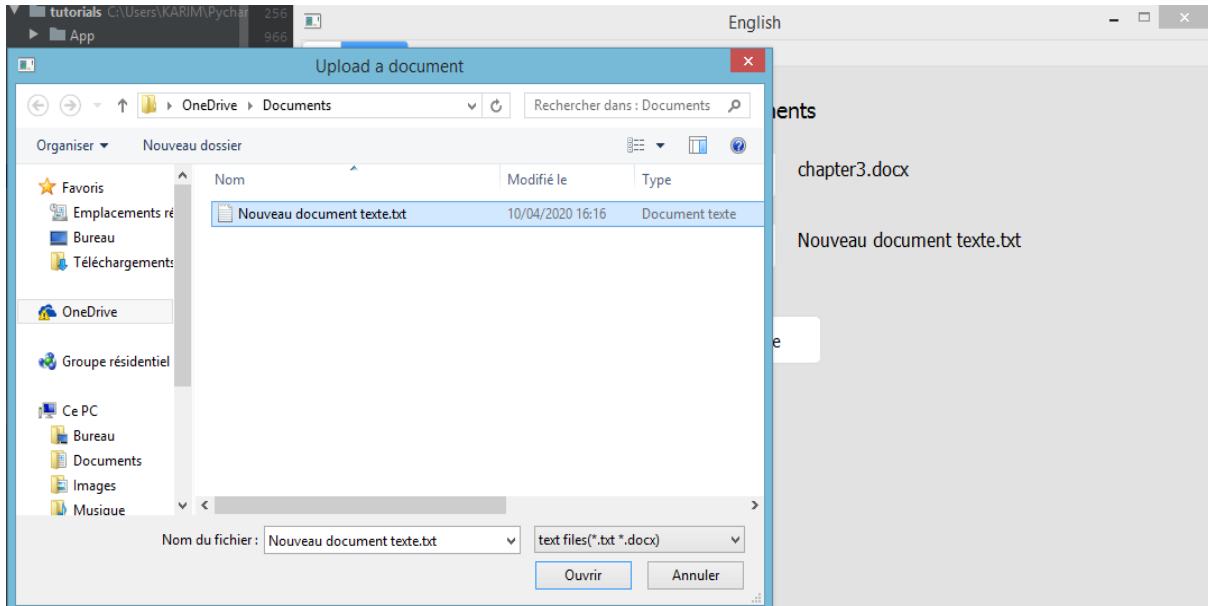 tutorials C:\Users\KARIM\Pychar
256
App
966
English
Upload a document
OneDrive Documents
Rechercher dans : Documents
Organiser
Nouveau dossier
Favoris
Emplacements ré
Bureau
Téléchargements
OneDrive
Groupe résidentiel
Ce PC
Bureau
Documents
Images
Musique
Nom
Modifié le
Type
Nouveau document texte.txt
10/04/2020 16:16
Document texte
Nom du fichier :
Nouveau document texte.txt
text files(*.txt *.docx)
Ouvrir
Annuler
ents
chapter3.docx
Nouveau document texte.txt
e